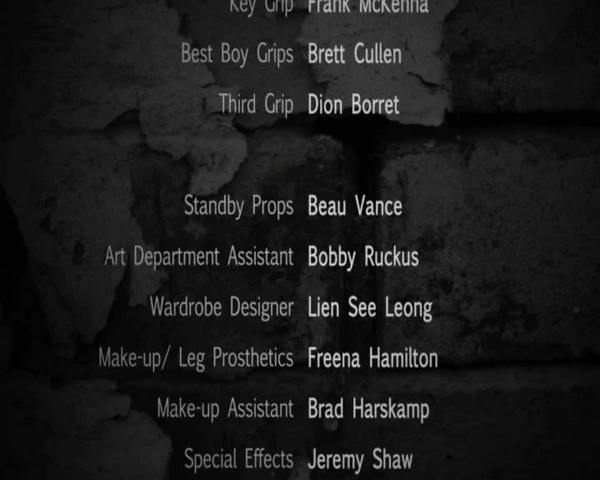 Key Grip Frank McKenna
Best Boy Grips Brett Cullen
Third Grip Dion Borret
Standby Props Beau Vance
Art Department Assistant Bobby Ruckus
Wardrobe Designer Lien See Leong
Make-up/ Leg Prosthetics Freena Hamilton
Make-up Assistant Brad Harskamp
Special Effects Jeremy Shaw